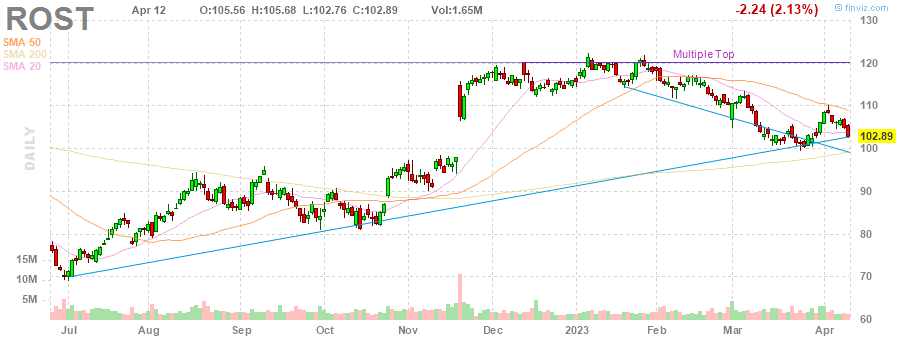 ROST
Apr 12 O:105.56 H:105.68 L:102.76 C:102.89 Vol:1.65M
-2.24 (2.13%)
© finviz.com
SMA 50
SMA 200
SMA 20
Multiple Top
DAILY
130
120
110
102.89
100
90
80
70
60
15M
10M
5M
Jul Aug Sep Oct Nov Dec 2023 Feb Mar Apr